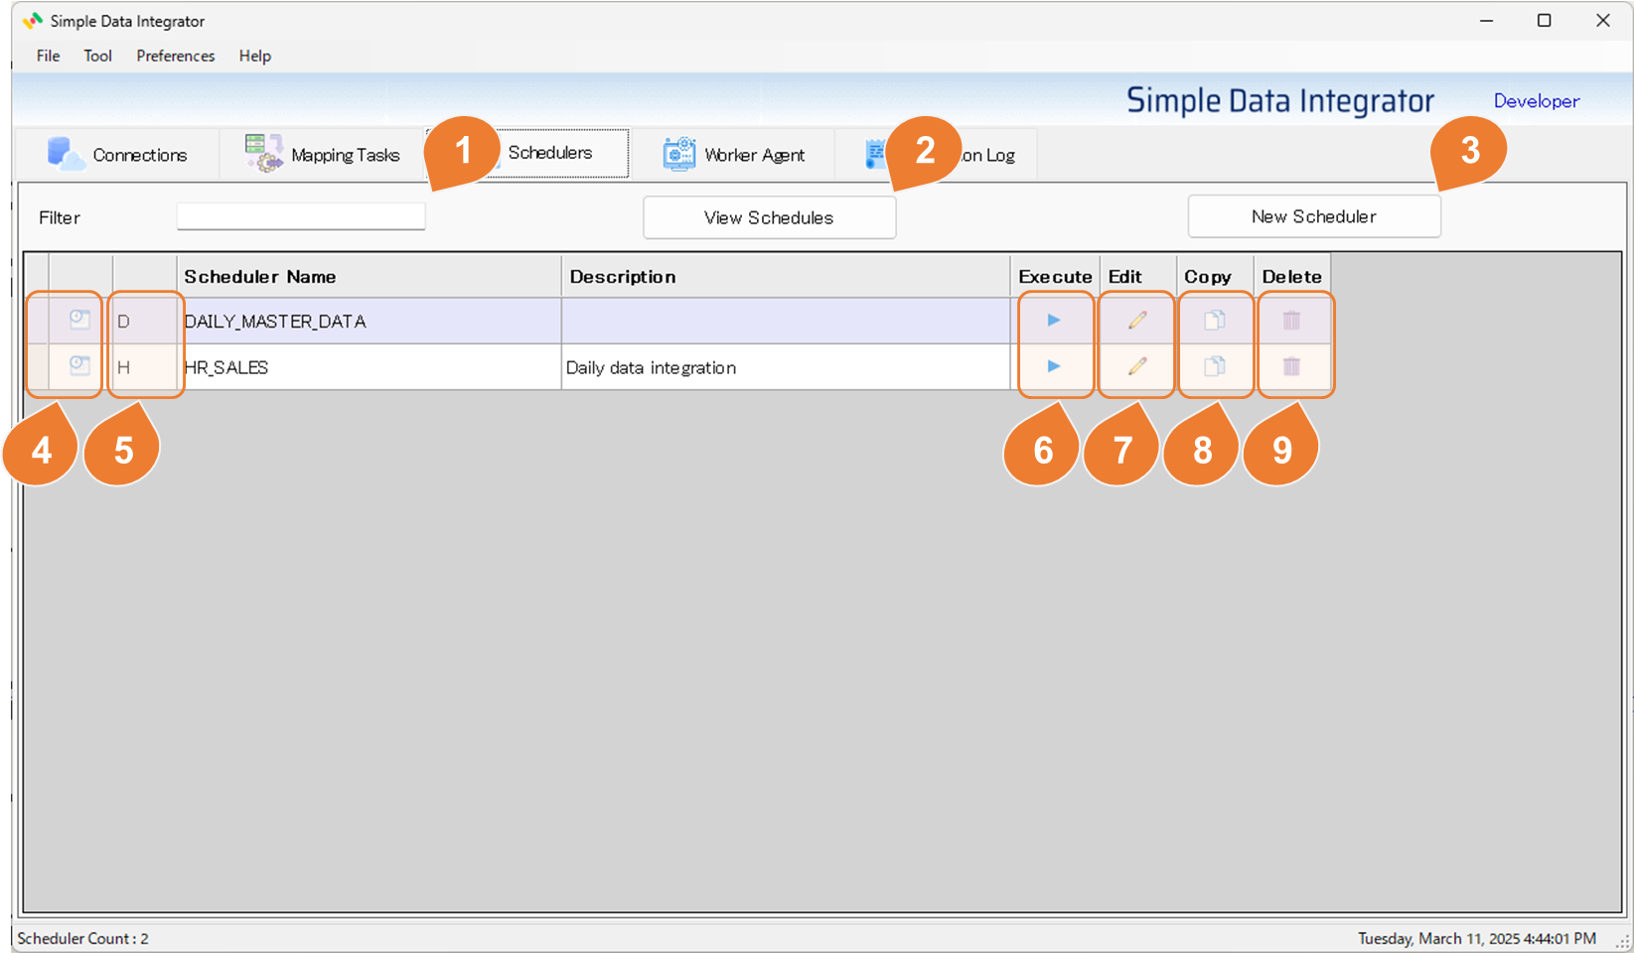 Simple Data Integrator
File Tool Preferences Help
Simple Data Integrator Developer
Connections Mapping Tasks 1 Schedulers Worker Agent 2 on Log 3
Filter View Schedules New Scheduler
Scheduler Name Description Execute Edit Copy Delete
D DAILY_MASTER_DATA
H HR_SALES Daily data integration
4 5 6 7 8 9
Scheduler Count : 2 Tuesday, March 11, 2025 4:44:01 PM